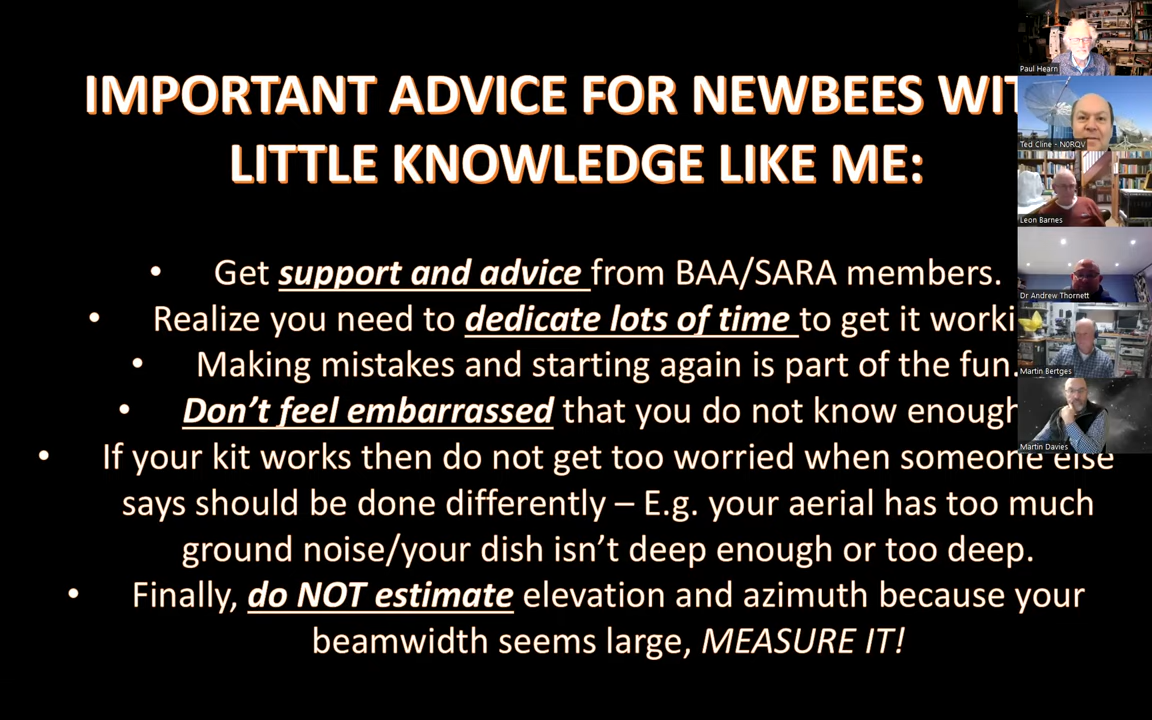 IMPORTANT ADVICE FOR NEWBEES WIT
LITTLE KNOWLEDGE LIKE ME:
• Get support and advice from BAA/SARA members.
• Realize you need to dedicate lots of time to get it worki
• Making mistakes and starting again is part of the fun.
• Don’t feel embarrassed that you do not know enough
• If your kit works then do not get too worried when someone else
says should be done differently – E.g. your aerial has too much
ground noise/your dish isn’t deep enough or too deep.
• Finally, do NOT estimate elevation and azimuth because your
beamwidth seems large, MEASURE IT!
Paul Hearn
Ted Cline - N0RQV
Leon Barnes
Dr Andrew Thornett
Martin Bertges
Martin Davies